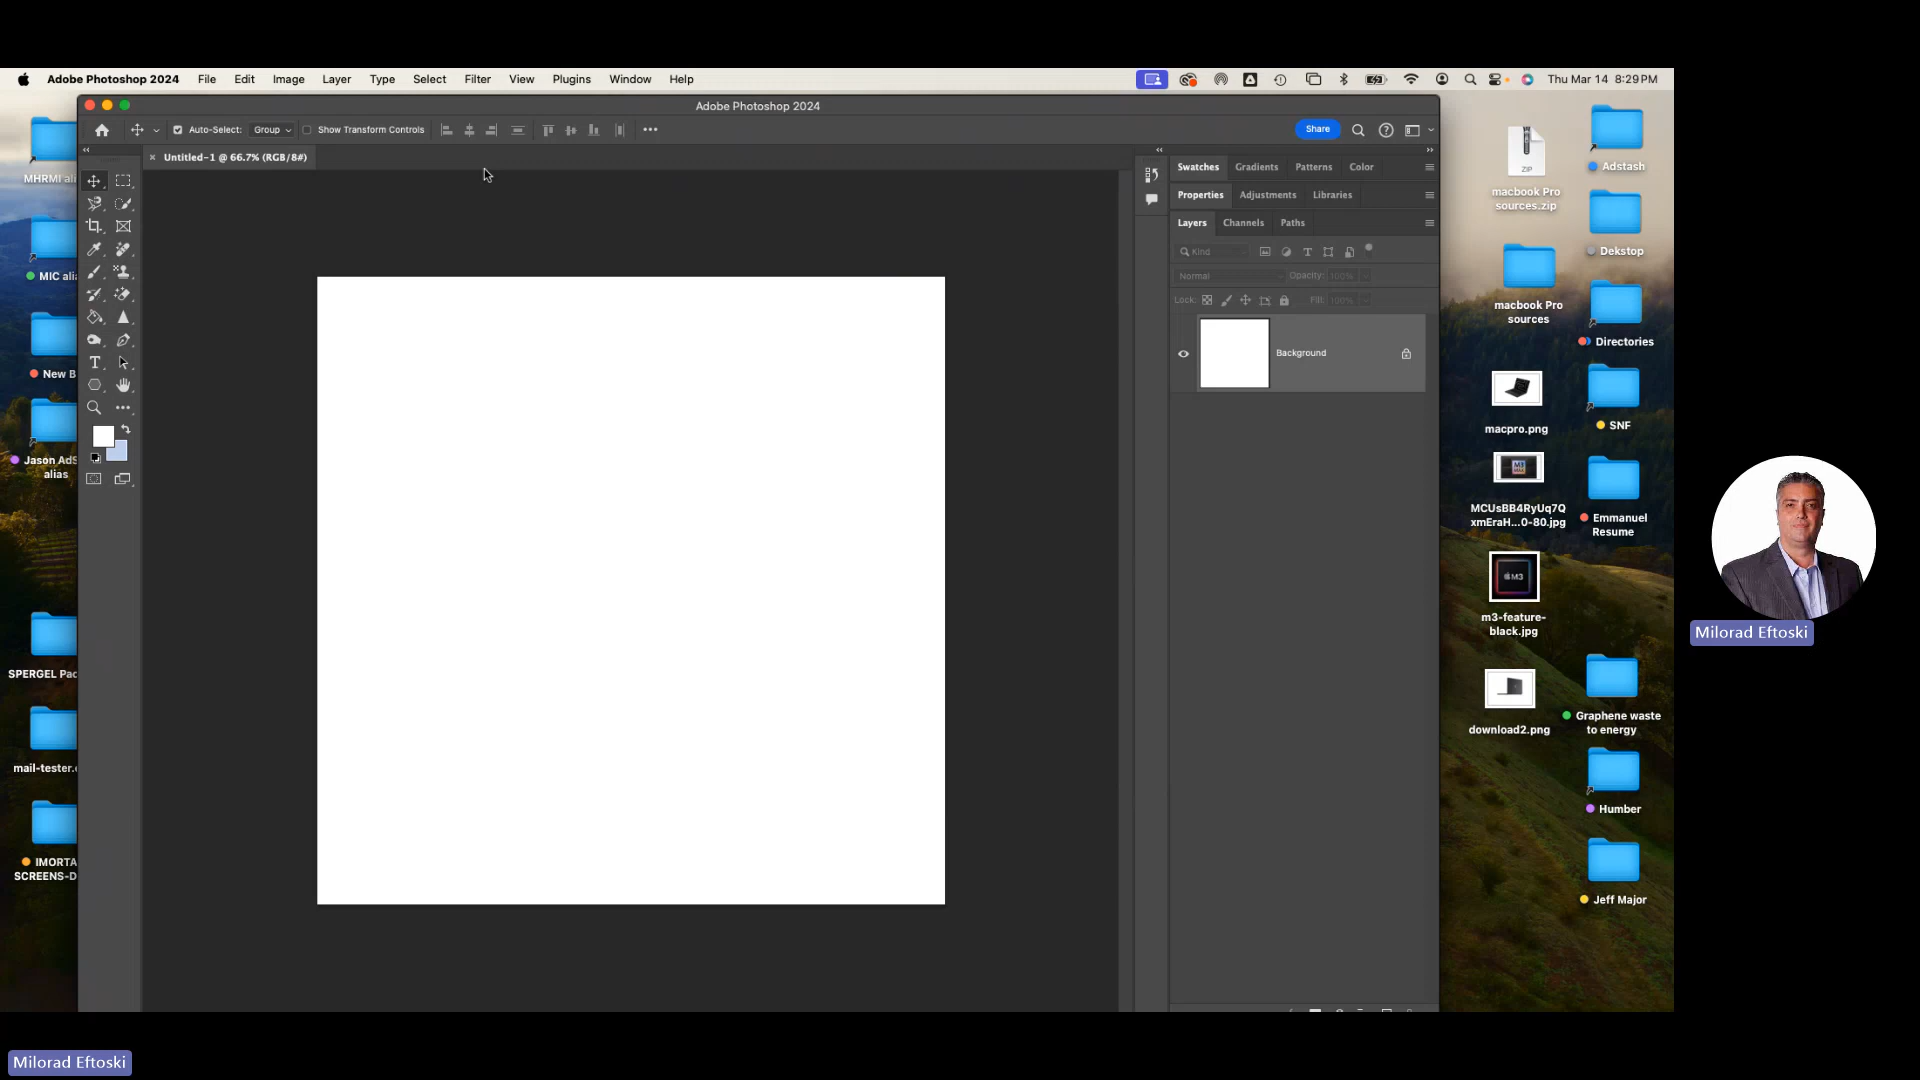 Adobe Photoshop 2024 File Edit Image Layer Type Select Filter View Plugins Window Help Thu Mar 14 8:29 PM
Adobe Photoshop 2024
Auto-Select: Group Show Transform Controls Share
Untitled-1 @ 66.7% (RGB/8#)
Swatches Gradients Patterns Color
Properties Adjustments Libraries
Layers Channels Paths
Kind
Normal Opacity: 100%
Lock: Fill: 100%
Background
MHRMI ali
MIC ali
New B
Jason AdS
alias
SPERGEL Pac
mail-tester.
IMORTA
SCREENS-D
ZIP
macbook Pro
sources.zip
macbook Pro
sources
macpro.png
MCUsBB4RyUq7Q
xmEraH...0-80.jpg
M3
m3-feature-
black.jpg
download2.png
Adstash
Dekstop
Directories
SNF
Emmanuel
Resume
Graphene waste
to energy
Humber
Jeff Major
Milorad Eftoski
Milorad Eftoski